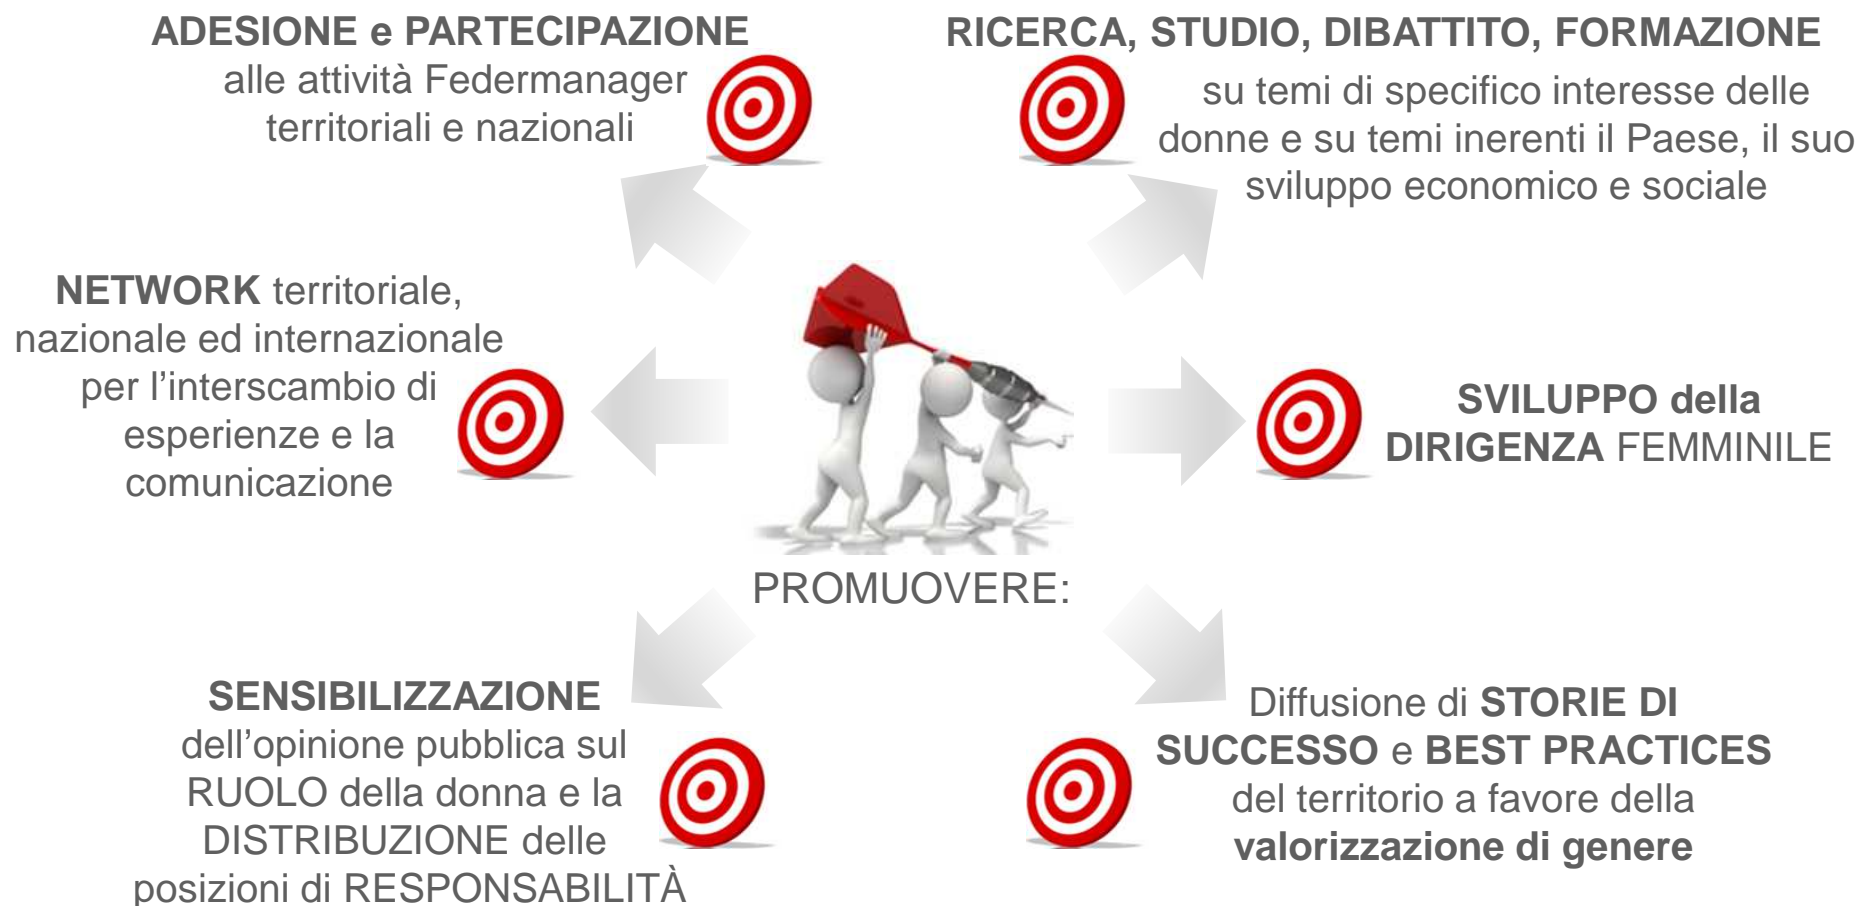 ADESIONE e PARTECIPAZIONE
alle attività Federmanager
territoriali e nazionali
RICERCA, STUDIO, DIBATTITO, FORMAZIONE
su temi di specifico interesse delle
donne e su temi inerenti il Paese, il suo
sviluppo economico e sociale
NETWORK territoriale,
nazionale ed internazionale
per l’interscambio di
esperienze e la
comunicazione
SVILUPPO della
DIRIGENZA FEMMINILE
PROMUOVERE:
SENSIBILIZZAZIONE
dell’opinione pubblica sul
RUOLO della donna e la
DISTRIBUZIONE delle
posizioni di RESPONSABILITÀ
Diffusione di STORIE DI
SUCCESSO e BEST PRACTICES
del territorio a favore della
valorizzazione di genere